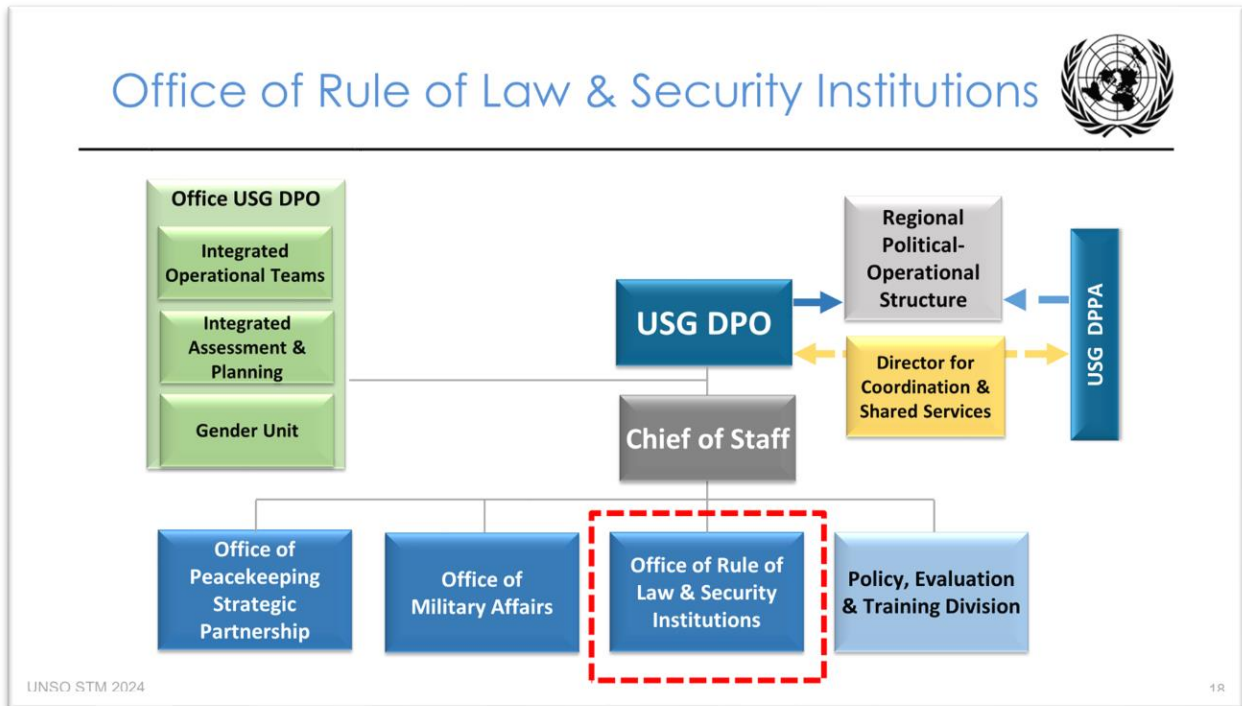 Office of Rule of Law & Security Institutions
Office USG DPO
Integrated
Operational Teams
Integrated
Assessment &
Planning
Gender Unit
USG DPO
Regional
Political-
Operational
Structure
Director for
Coordination &
Shared Services
USG DPPA
Chief of Staff
Office of
Peacekeeping
Strategic
Partnership
Office of
Military Affairs
Office of Rule of
Law & Security
Institutions
Policy, Evaluation
& Training Division
UNSO STM 2024
18